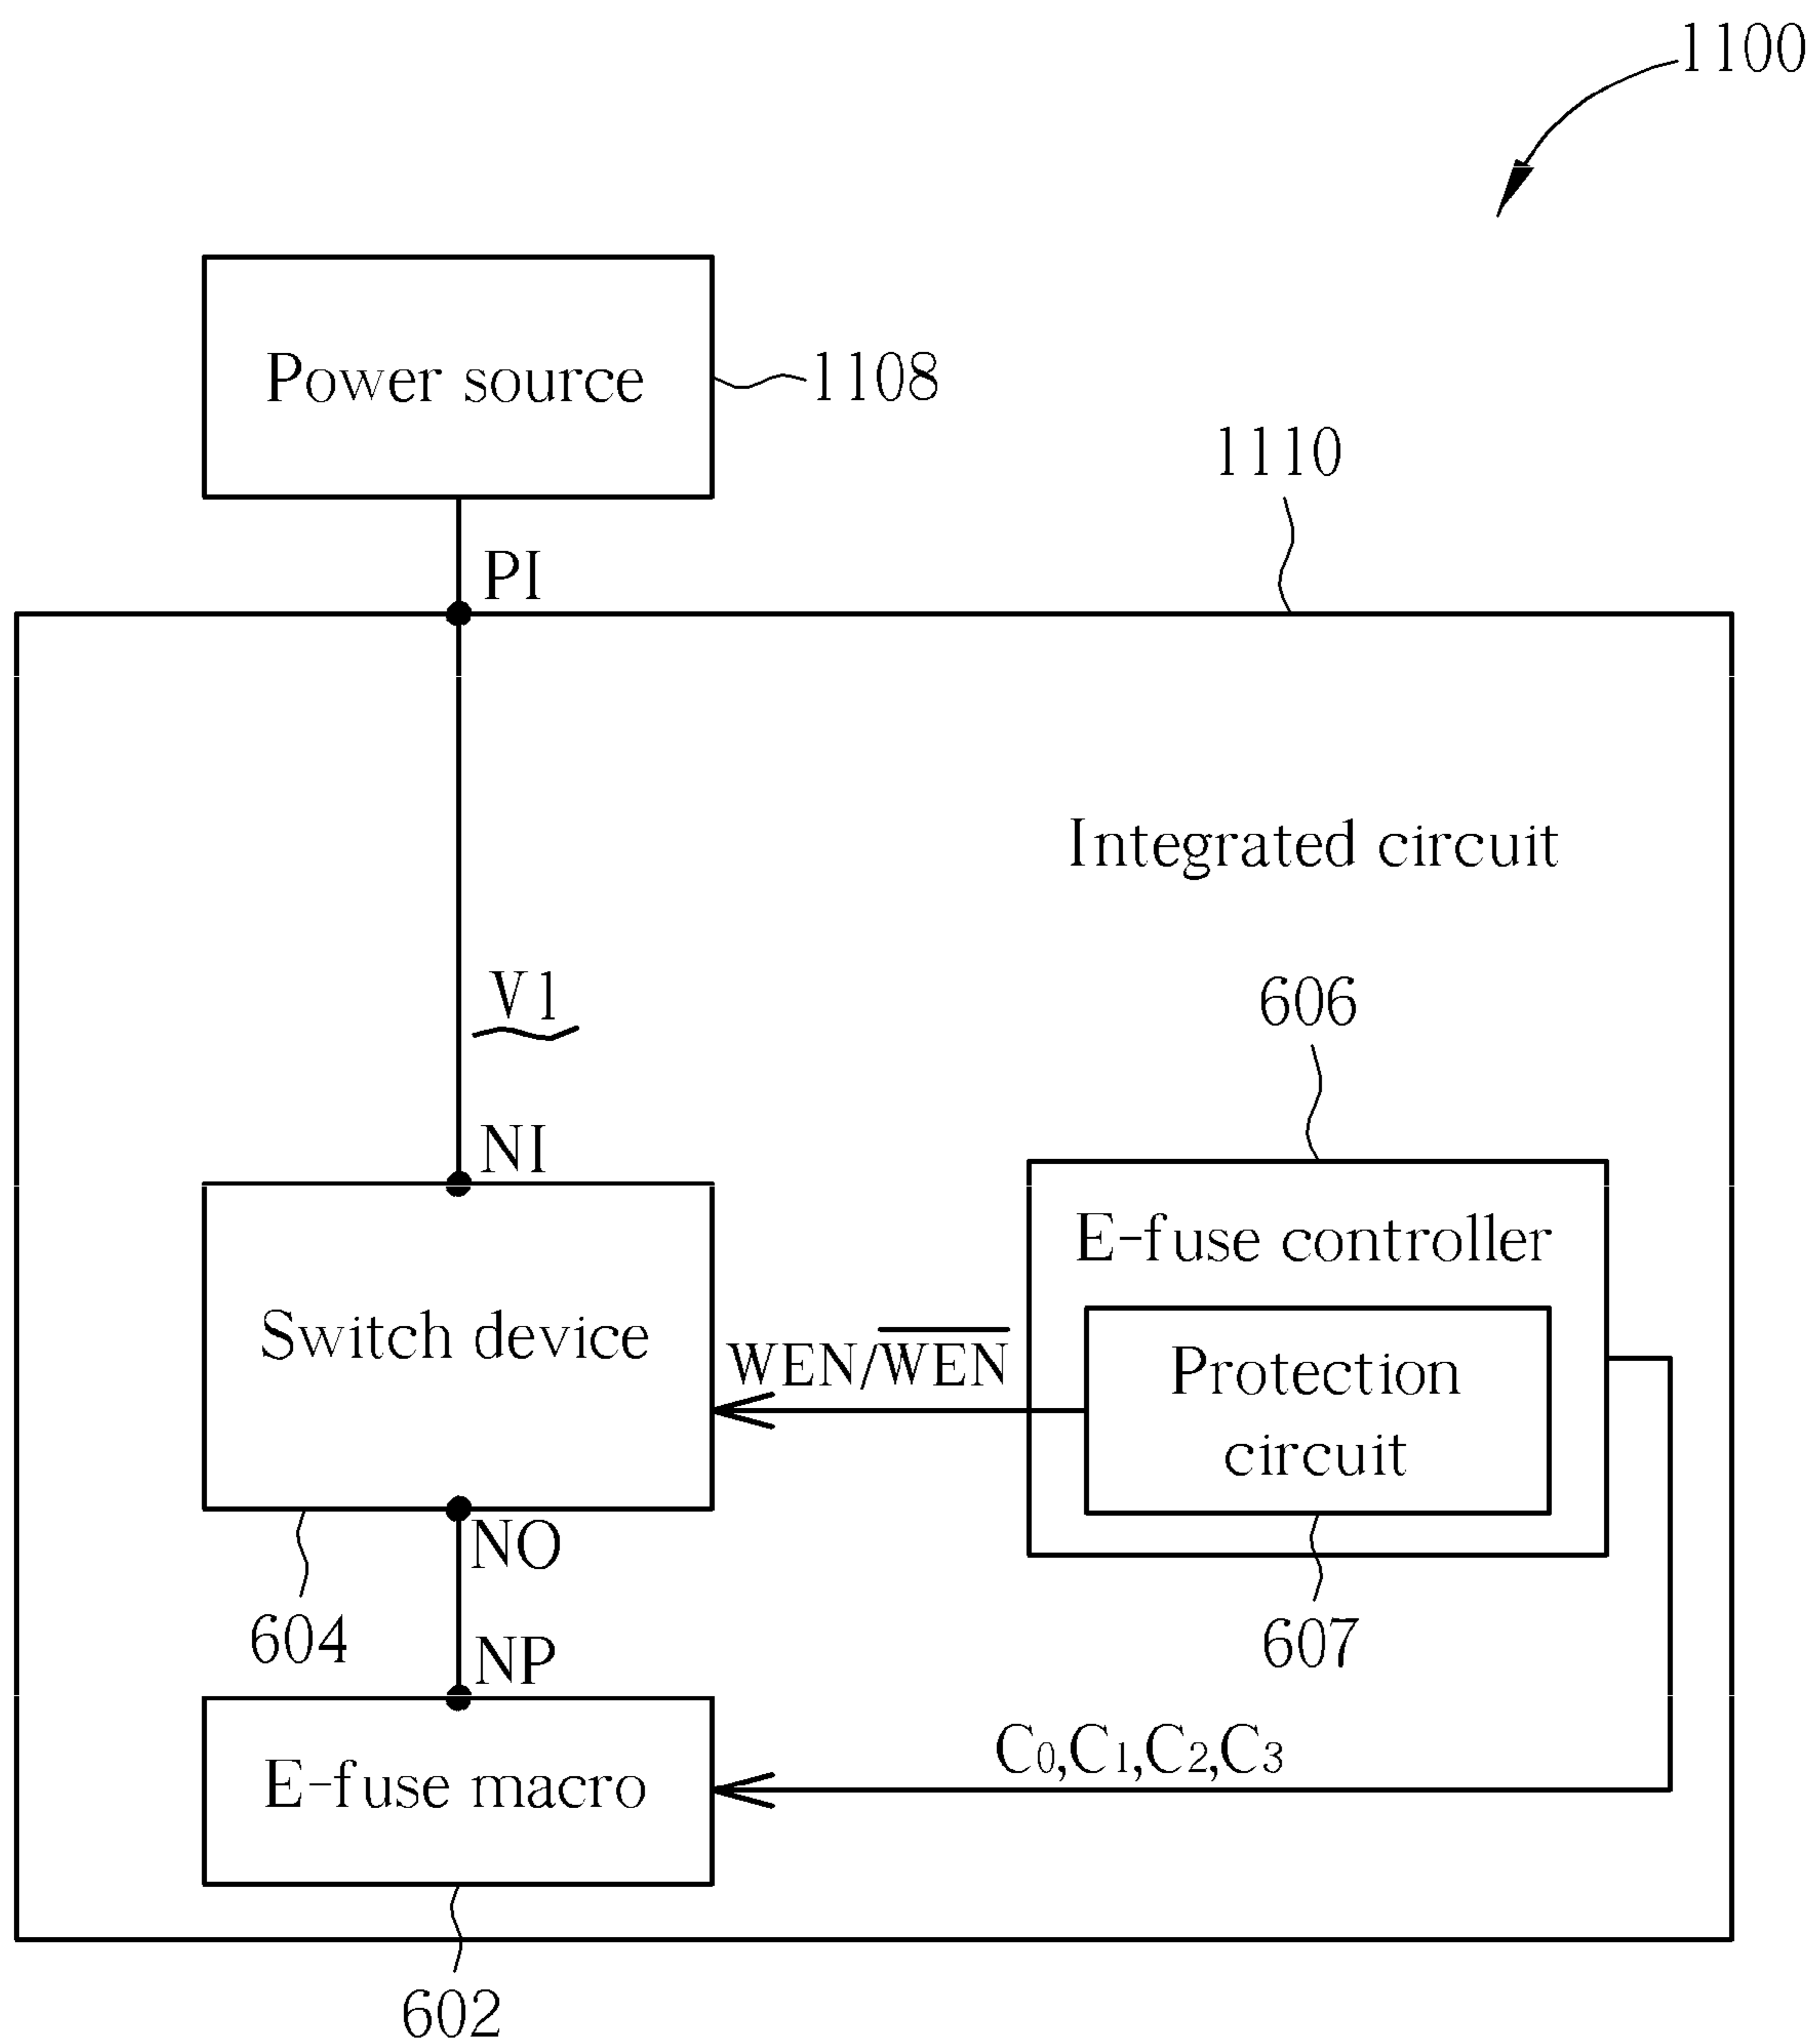 1100
Power source
1108
1110
PI
Integrated circuit
V1
606
NI
E-fuse controller
Switch device
WEN/W̅E̅N̅
Protection
circuit
NO
604
607
NP
C0,C1,C2,C3
E-fuse macro
602